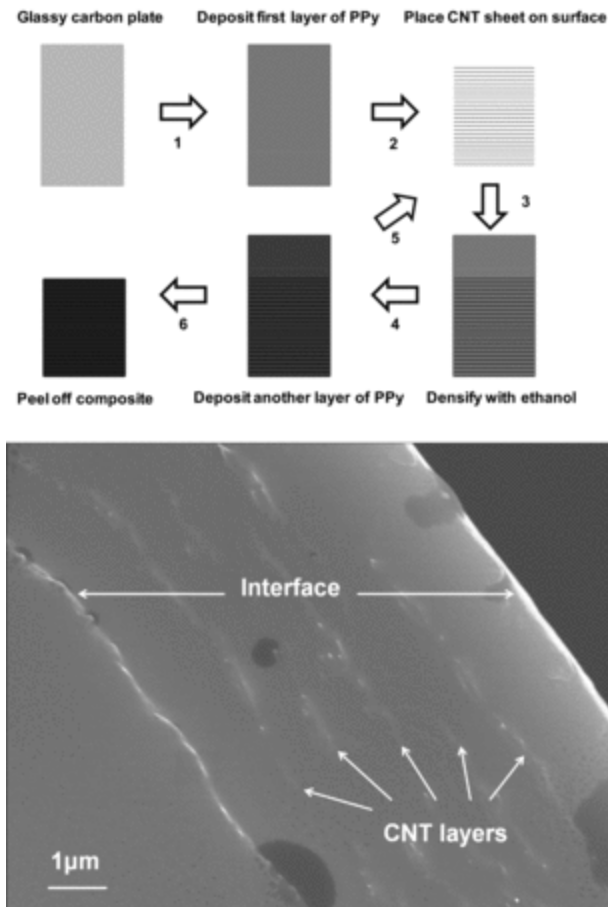 Glassy carbon plate
Deposit first layer of PPy
Place CNT sheet on surface
1
2
3
5
6
4
Peel off composite
Deposit another layer of PPy
Densify with ethanol
Interface
CNT layers
1μm